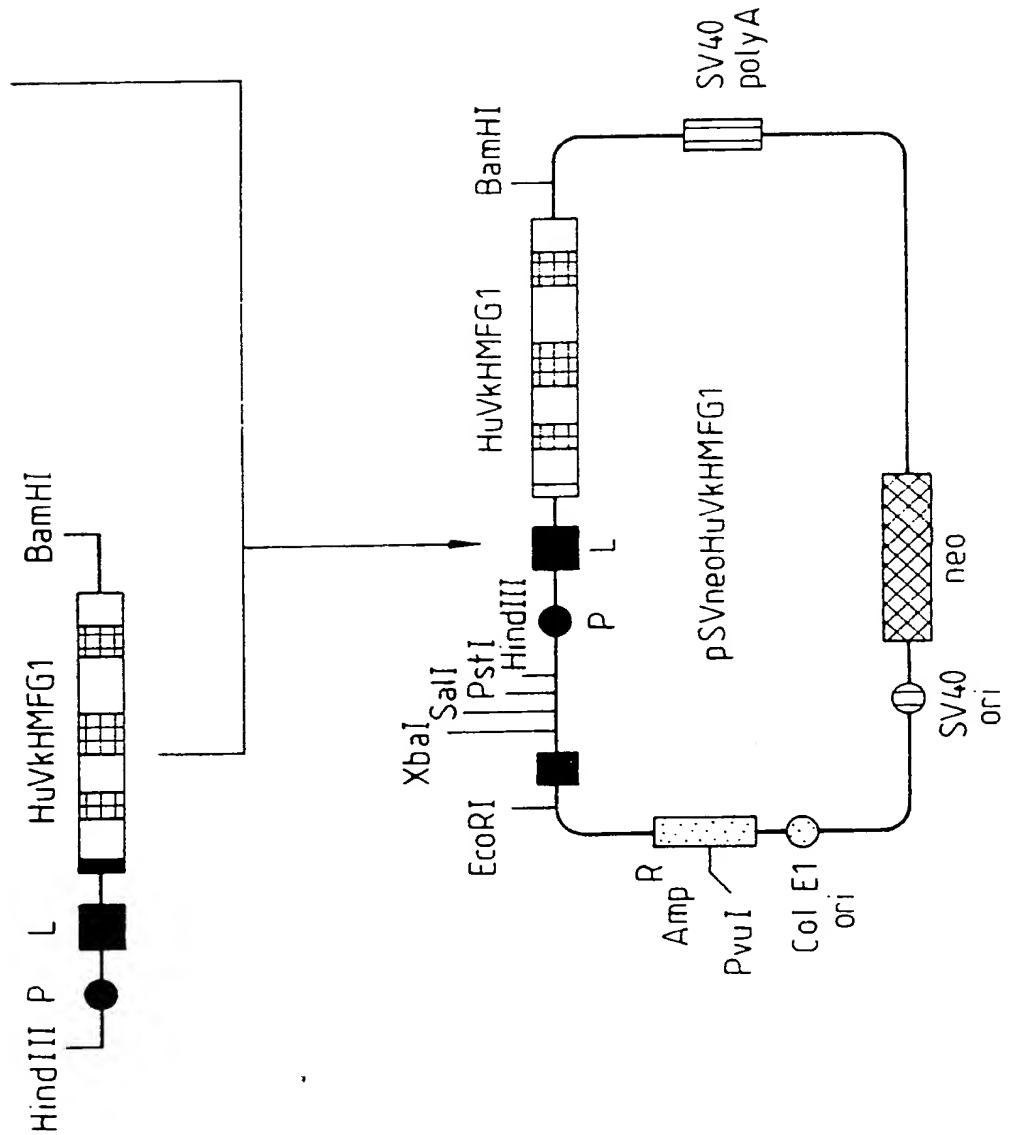 HindIII P L
HuVkHMFG1
BamHI
EcoRI
XbaI
SalI
PstI
HindIII
P
L
HuVkHMFG1
BamHI
SV40
polyA
pSVneoHuVkHMFG1
Amp R
PvuI
Col E1
ori
SV40
ori
neo